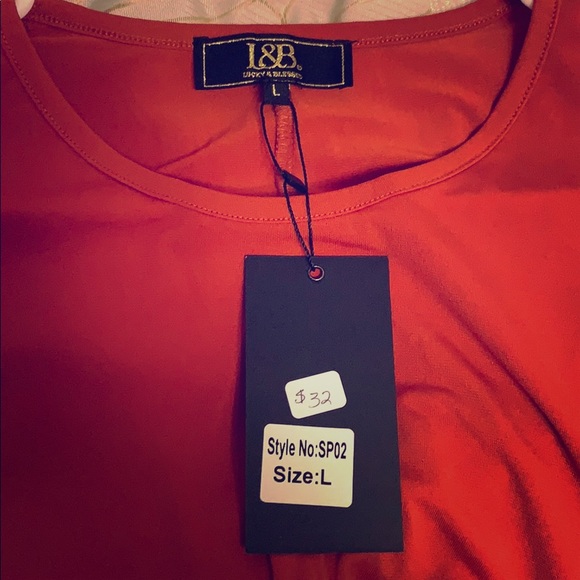 L&B®
LUCKY & BLESSED
L
$32
Style No:SP02
Size:L